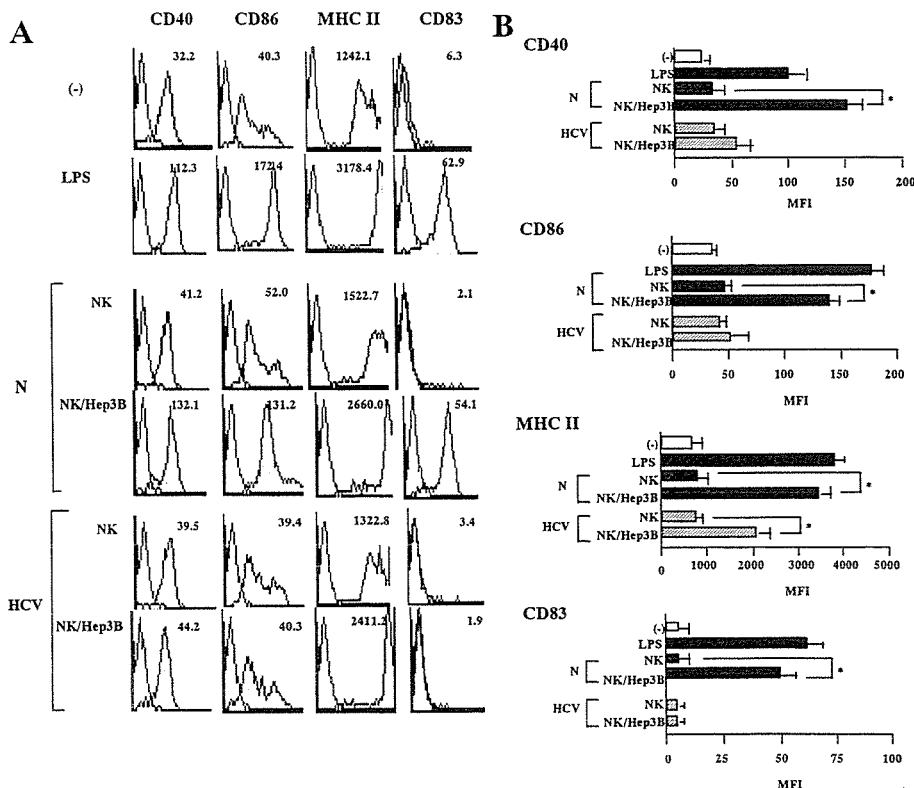 A
CD40 CD86 MHC II CD83
(-) 32.2 40.3 1242.1 6.3
LPS 112.3 172.4 3178.4 62.9
N
NK 41.2 52.0 1522.7 2.1
NK/Hep3B 132.1 131.2 2660.0 54.1
HCV
NK 39.5 39.4 1322.8 3.4
NK/Hep3B 44.2 40.3 2411.2 1.9
B
CD40
(-)
LPS
N NK
NK/Hep3B *
HCV NK
NK/Hep3B
0 50 100 150 200
MFI
CD86
(-)
LPS
N NK
NK/Hep3B *
HCV NK
NK/Hep3B
0 50 100 150 200
MFI
MHC II
(-)
LPS
N NK
NK/Hep3B *
HCV NK
NK/Hep3B *
0 1000 2000 3000 4000 5000
MFI
CD83
(-)
LPS
N NK
NK/Hep3B *
HCV NK
NK/Hep3B
0 25 50 75 100
MFI